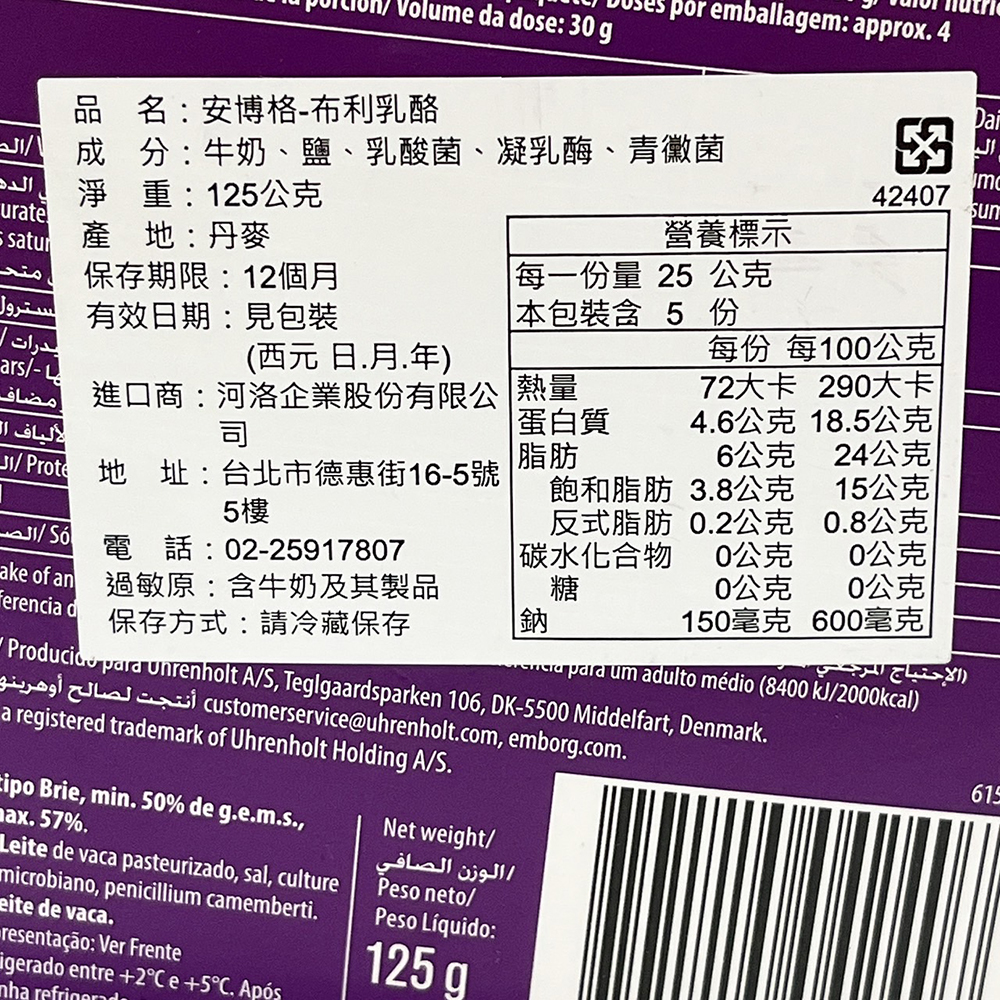 porción/ Volume da dose: 30 g
Doses por emballagem: approx. 4
品 名：安博格-布利乳酪
成 分：牛奶、鹽、乳酸菌、凝乳酶、青黴菌
淨 重：125公克
產 地：丹麥
保存期限：12個月
有效日期：見包裝
(西元 日.月.年)
進口商：河洛企業股份有限公
司
地 址：台北市德惠街16-5號
5樓
電 話：02-25917807
過敏原：含牛奶及其製品
保存方式：請冷藏保存
42407
營養標示
每一份量 25 公克
本包裝含 5 份
每份 每100公克
熱量 72大卡 290大卡
蛋白質 4.6公克 18.5公克
脂肪 6公克 24公克
飽和脂肪 3.8公克 15公克
反式脂肪 0.2公克 0.8公克
碳水化合物 0公克 0公克
糖 0公克 0公克
鈉 150毫克 600毫克
para um adulto médio (8400 kJ/2000kcal)
/ Producido para Uhrenholt A/S, Teglgaardsparken 106, DK-5500 Middelfart, Denmark.
أنتجت لصالح customerservice@uhrenholt.com, emborg.com.
a registered trademark of Uhrenholt Holding A/S.
tipo Brie, min. 50% de g.e.m.s.,
max. 57%.
Leite de vaca pasteurizado, sal, culture
microbiano, penicillium camemberti.
leite de vaca.
Ver Frente
entre +2°C e +5°C. Após
Net weight/
الوزن الصافي/
Peso neto/
Peso Líquido:
125 g
615